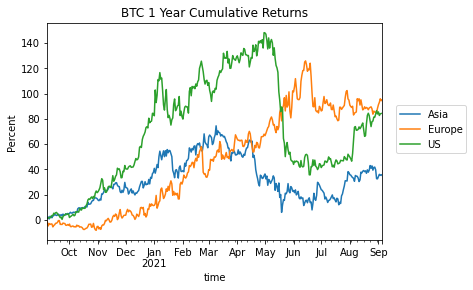 BTC 1 Year Cumulative Returns
140
120
100
80
60
40
20
0
Percent
Oct Nov Dec Jan Feb Mar Apr May Jun Jul Aug Sep
2021
time
Asia
Europe
US